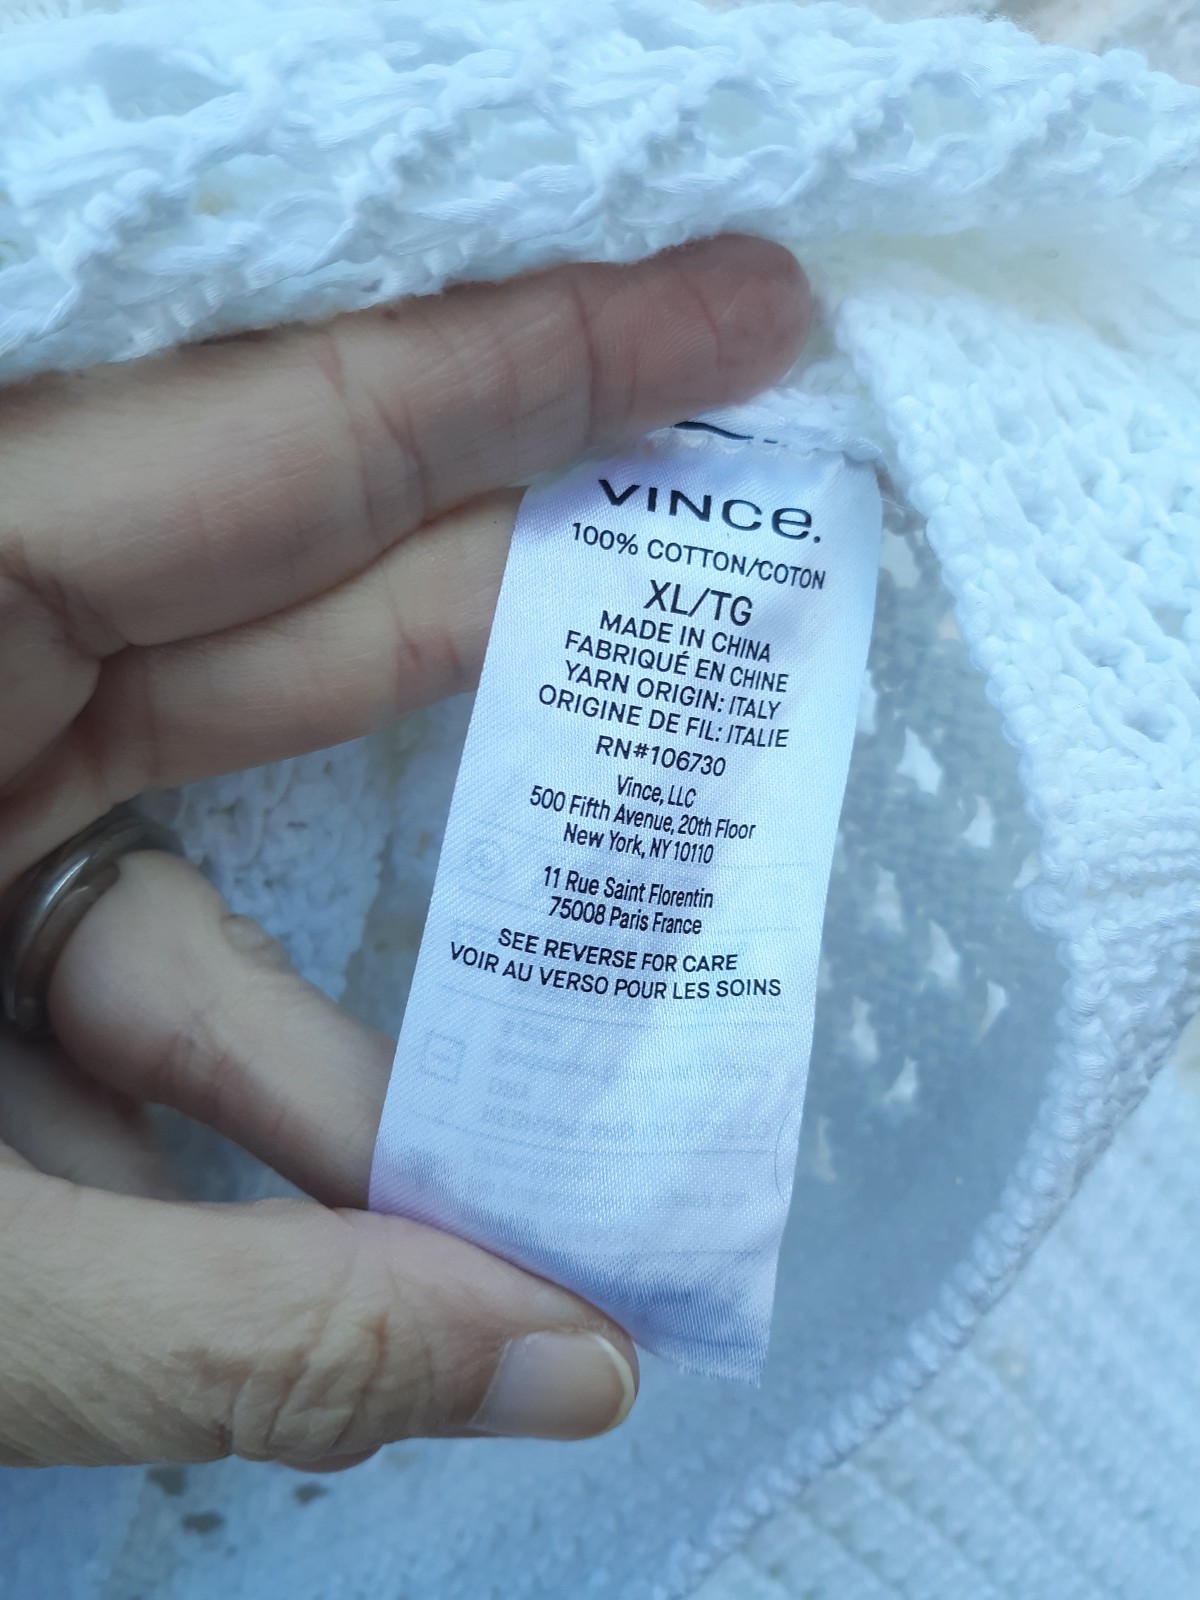 VINCE.
100% COTTON/COTON
XL/TG
MADE IN CHINA
FABRIQUÉ EN CHINE
YARN ORIGIN: ITALY
ORIGINE DE FIL: ITALIE
RN#106730
Vince, LLC
500 Fifth Avenue, 20th Floor
New York, NY 10110
11 Rue Saint Florentin
75008 Paris France
SEE REVERSE FOR CARE
VOIR AU VERSO POUR LES SOINS